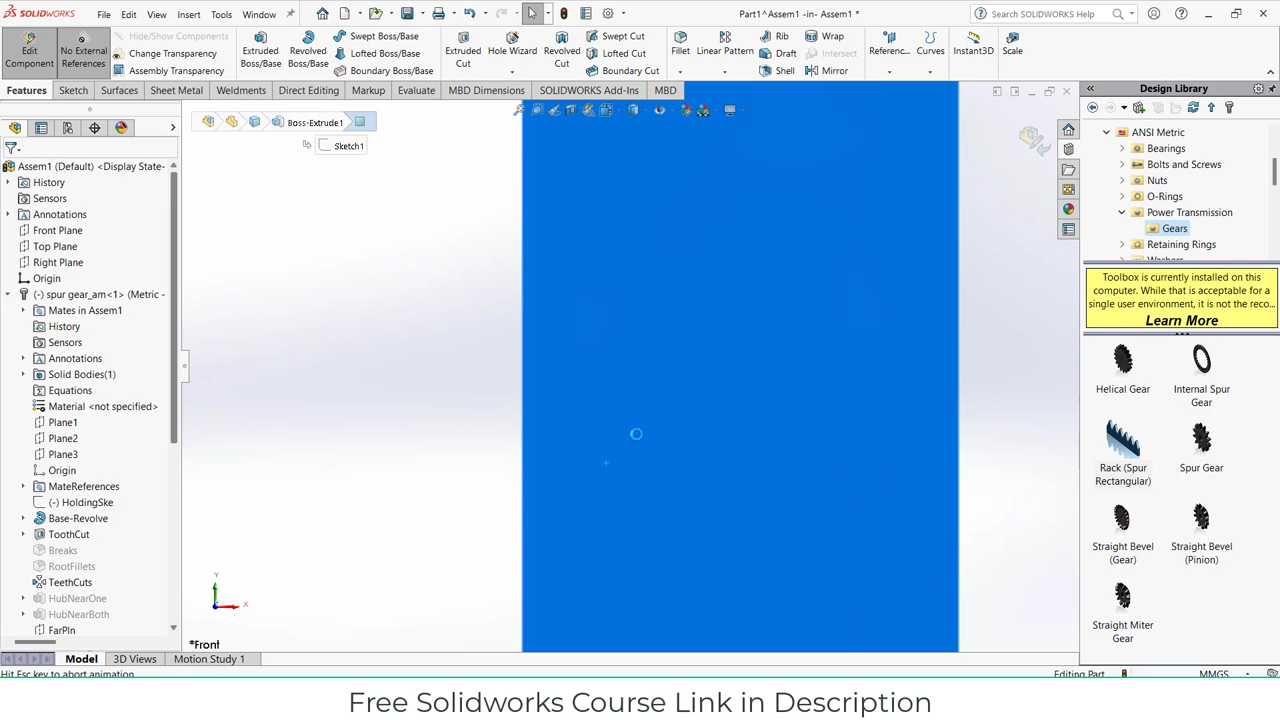 SOLIDWORKS File Edit View Insert Tools Window
Part1^Assem1 -in- Assem1 *
Search SOLIDWORKS Help
Edit Component
No External References
Hide/Show Components
Change Transparency
Assembly Transparency
Extruded Boss/Base
Revolved Boss/Base
Swept Boss/Base
Lofted Boss/Base
Boundary Boss/Base
Extruded Cut
Hole Wizard
Revolved Cut
Swept Cut
Lofted Cut
Boundary Cut
Fillet
Linear Pattern
Rib
Draft
Shell
Wrap
Intersect
Mirror
Referenc...
Curves
Instant3D
Scale
Features Sketch Surfaces Sheet Metal Weldments Direct Editing Markup Evaluate MBD Dimensions SOLIDWORKS Add-Ins MBD
Boss-Extrude1
Sketch1
Assem1 (Default) <Display State-
History
Sensors
Annotations
Front Plane
Top Plane
Right Plane
Origin
(-) spur gear_am<1> (Metric -
Mates in Assem1
History
Sensors
Annotations
Solid Bodies(1)
Equations
Material <not specified>
Plane1
Plane2
Plane3
Origin
MateReferences
(-) HoldingSke
Base-Revolve
ToothCut
Breaks
RootFillets
TeethCuts
HubNearOne
HubNearBoth
FarPln
Y
X
*Front
Design Library
ANSI Metric
Bearings
Bolts and Screws
Nuts
O-Rings
Power Transmission
Gears
Retaining Rings
Toolbox is currently installed on this
computer. While that is acceptable for a
single user environment, it is not the reco...
Learn More
Helical Gear
Internal Spur Gear
Rack (Spur Rectangular)
Spur Gear
Straight Bevel (Gear)
Straight Bevel (Pinion)
Straight Miter Gear
Model 3D Views Motion Study 1
Hit Esc key to abort animation
Editing Part
MMGS
Free Solidworks Course Link in Description